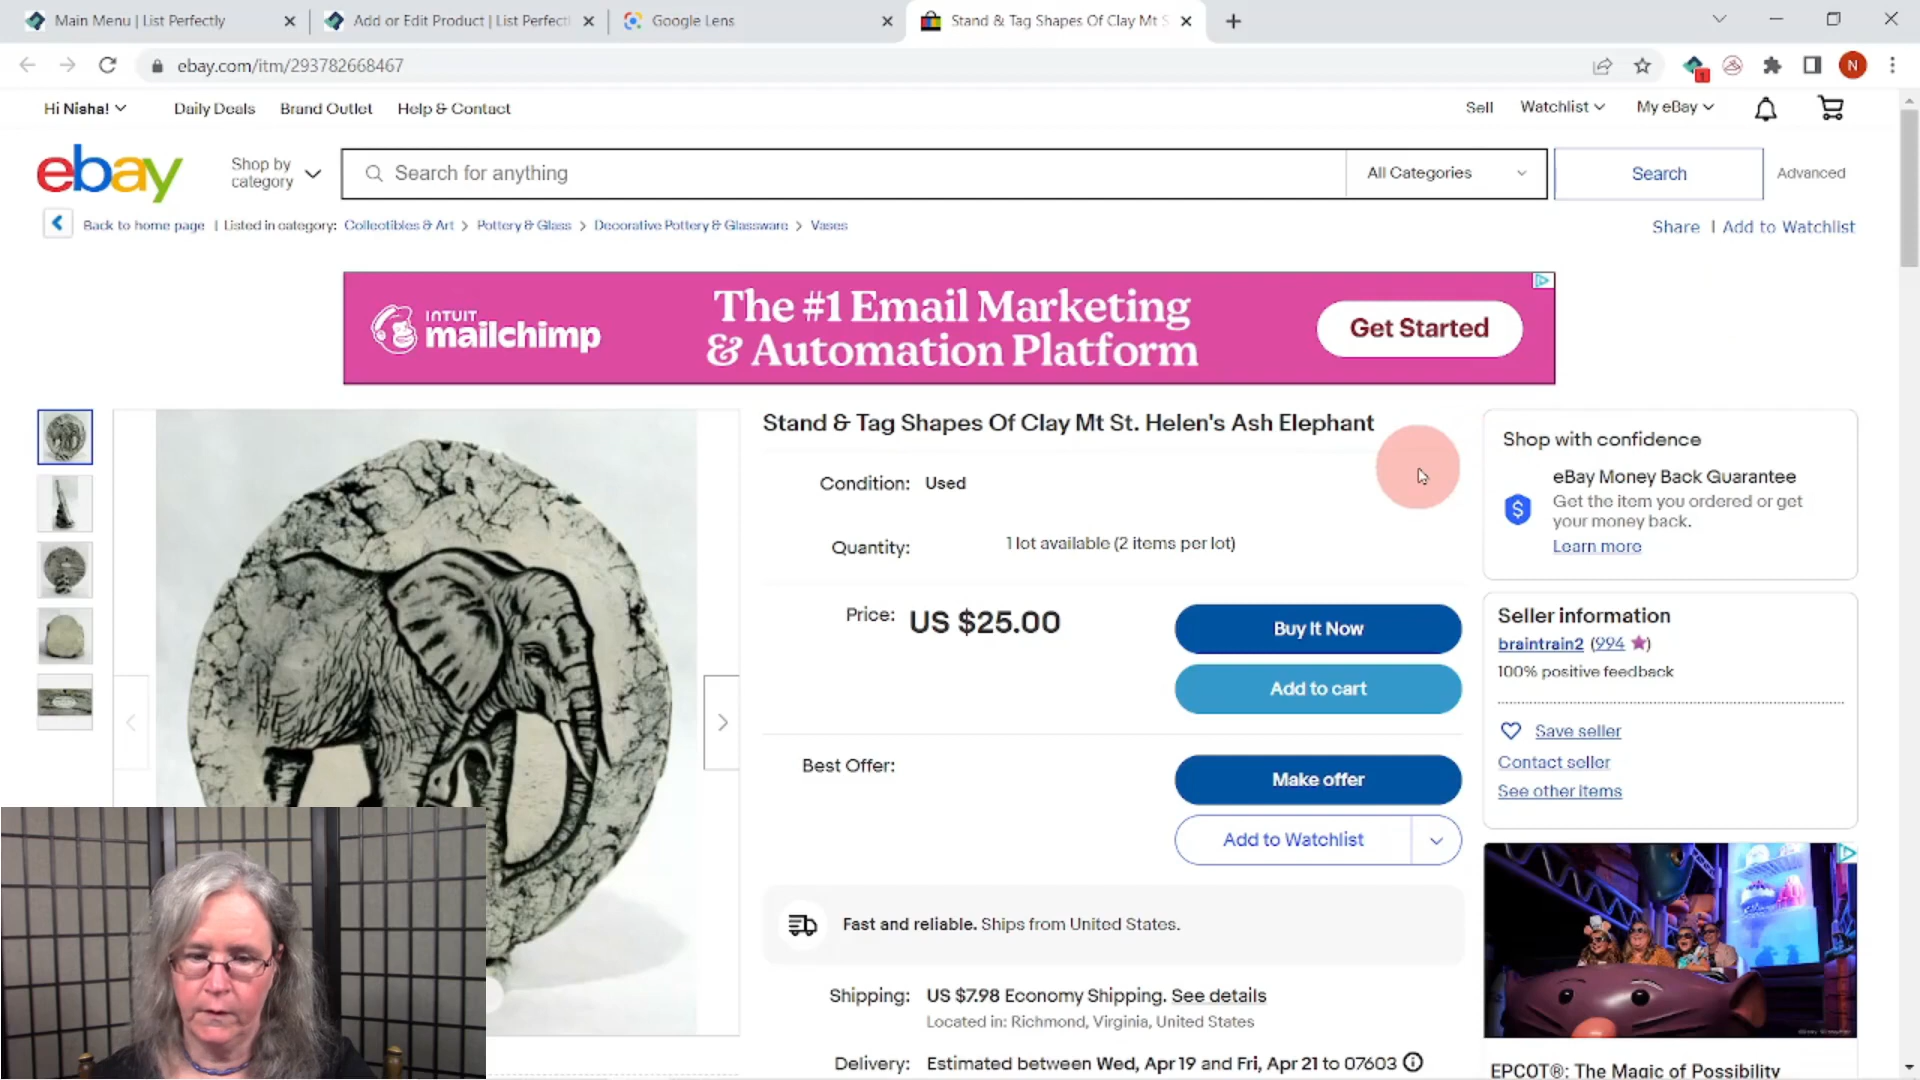 Main Menu | List Perfectly
Add or Edit Product | List Perfectl
Google Lens
Stand & Tag Shapes Of Clay Mt S
ebay.com/itm/293782668467
1
N
Hi Nisha!
Daily Deals
Brand Outlet
Help & Contact
Sell
Watchlist
My eBay
ebay
Shop by
category
Search for anything
All Categories
Search
Advanced
Back to home page | Listed in category: Collectibles & Art > Pottery & Glass > Decorative Pottery & Glassware > Vases
Share | Add to Watchlist
INTUIT
mailchimp
The #1 Email Marketing
& Automation Platform
Get Started
Stand & Tag Shapes Of Clay Mt St. Helen's Ash Elephant
Condition: Used
Quantity: 1 lot available (2 items per lot)
Price: US $25.00
Buy It Now
Add to cart
Best Offer:
Make offer
Add to Watchlist
Fast and reliable. Ships from United States.
Shipping: US $7.98 Economy Shipping. See details
Located in: Richmond, Virginia, United States
Delivery: Estimated between Wed, Apr 19 and Fri, Apr 21 to 07603
Shop with confidence
eBay Money Back Guarantee
Get the item you ordered or get
your money back.
Learn more
Seller information
braintrain2 (994 ★)
100% positive feedback
Save seller
Contact seller
See other items
EPCOT®: The Magic of Possibility